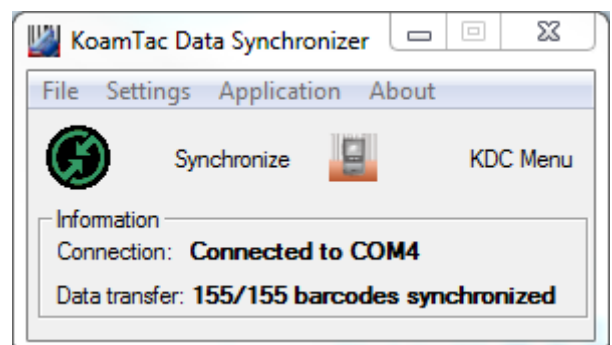 KoamTac Data Synchronizer
File Settings Application About
Synchronize KDC Menu
Information
Connection: Connected to COM4
Data transfer: 155/155 barcodes synchronized